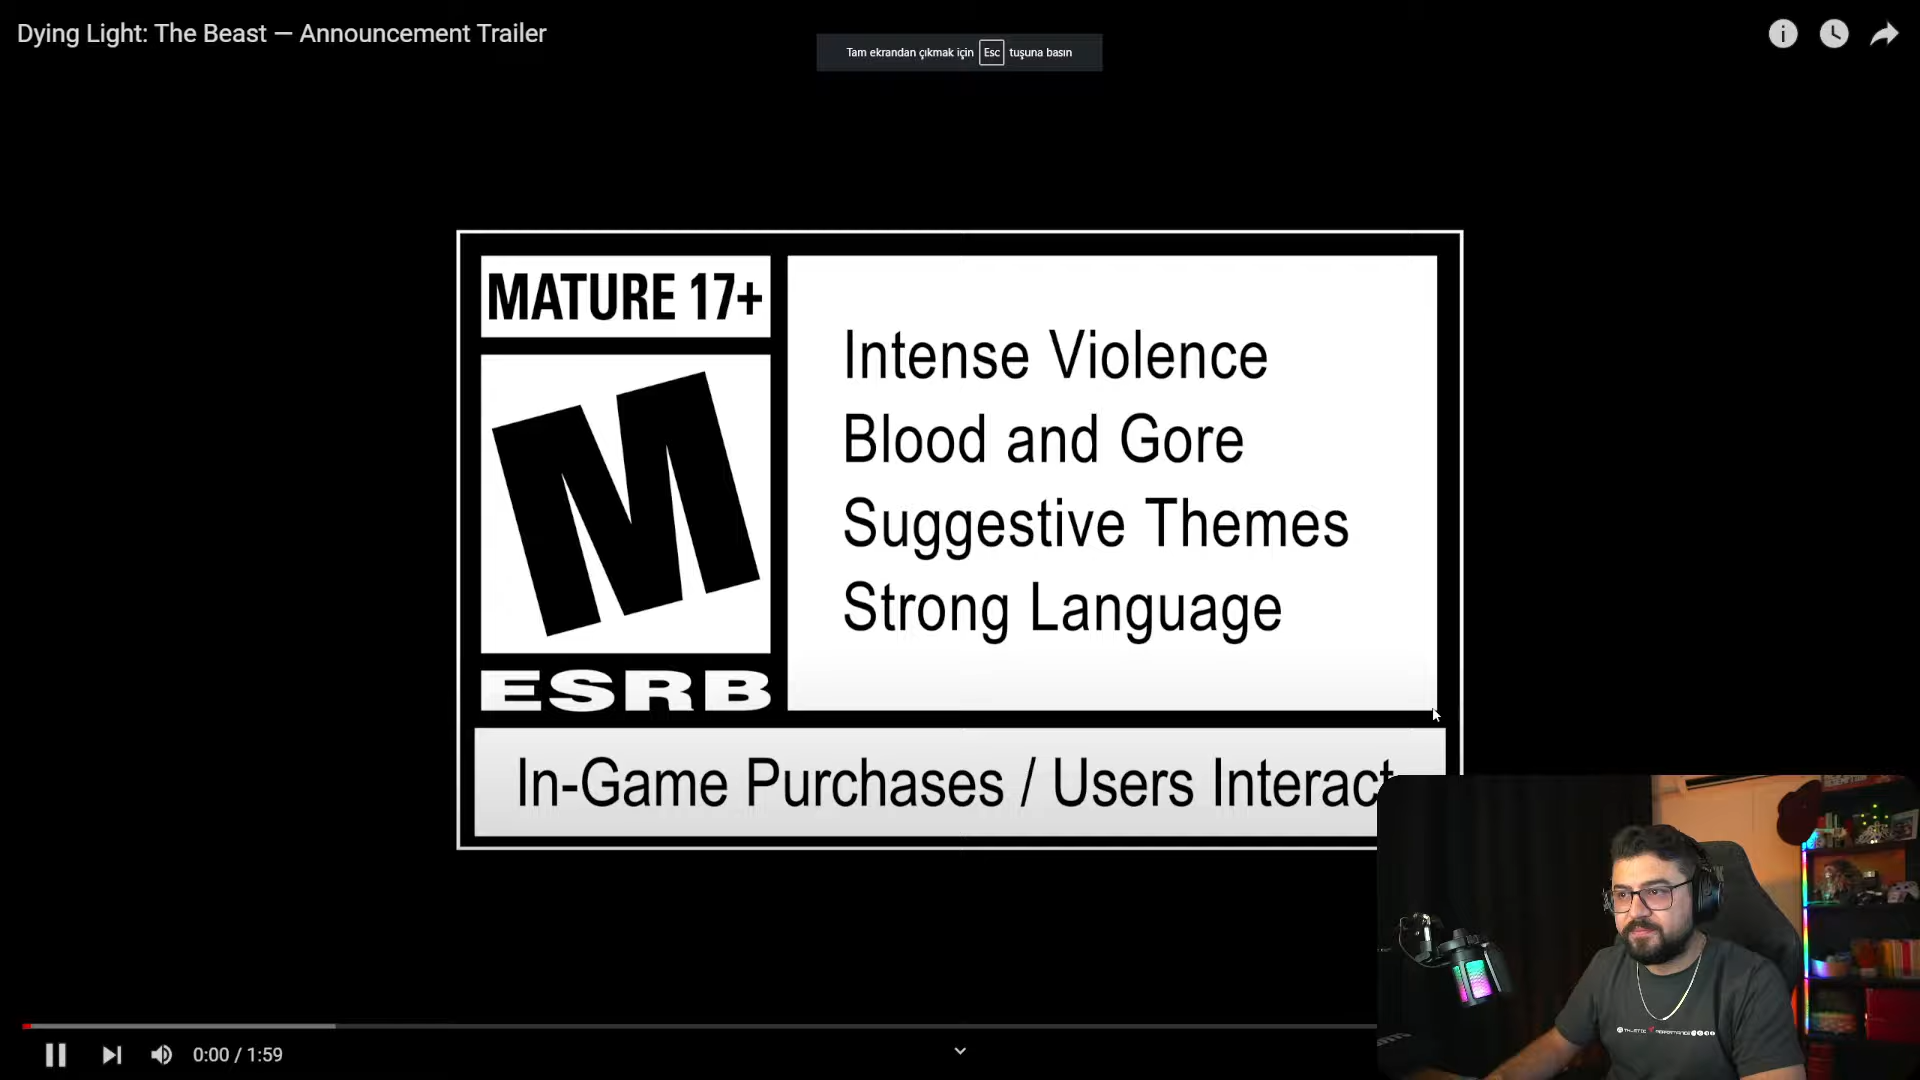 Dying Light: The Beast — Announcement Trailer
Tam ekrandan çıkmak için Esc tuşuna basın
MATURE 17+
M
ESRB
Intense Violence
Blood and Gore
Suggestive Themes
Strong Language
In-Game Purchases / Users Interact
0:00 / 1:59